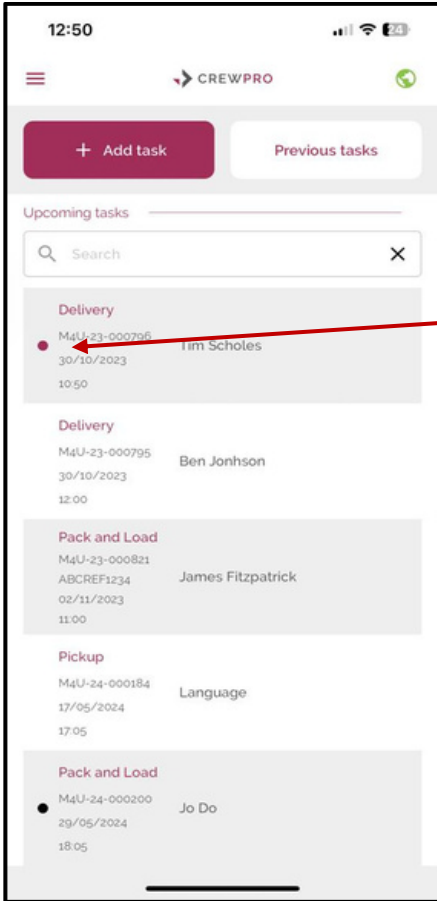 12:50
24
CREWPRO
+ Add task
Previous tasks
Upcoming tasks
Search
Delivery
M4U-23-000796
30/10/2023
10:50
Tim Scholes
Delivery
M4U-23-000795
30/10/2023
12:00
Ben Jonhson
Pack and Load
M4U-23-000821
ABCREF1234
02/11/2023
11:00
James Fitzpatrick
Pickup
M4U-24-000184
17/05/2024
17:05
Language
Pack and Load
M4U-24-000200
29/05/2024
18:05
Jo Do